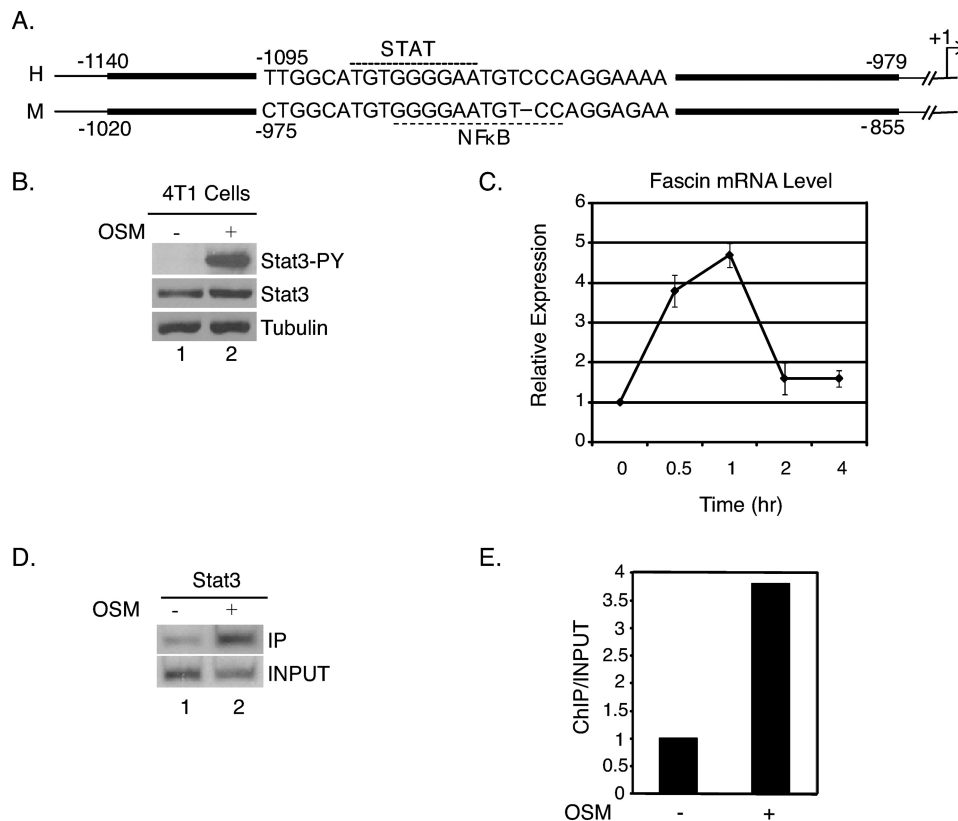 A.
STAT
+1
-1140
-1095
-979
H
TTGGCATGTGGGGAATGTCCCAGGAAAA
M
CTGGCATGTGGGGAATGT–CCAGGAGAA
-1020
-975
NFκB
-855
B.
4T1 Cells
OSM - +
Stat3-PY
Stat3
Tubulin
1 2
C.
Fascin mRNA Level
Relative Expression
6
5
4
3
2
1
0
0 0.5 1 2 4
Time (hr)
D.
Stat3
OSM - +
IP
INPUT
1 2
E.
ChIP/INPUT
4
3.5
3
2.5
2
1.5
1
0.5
0
OSM - +